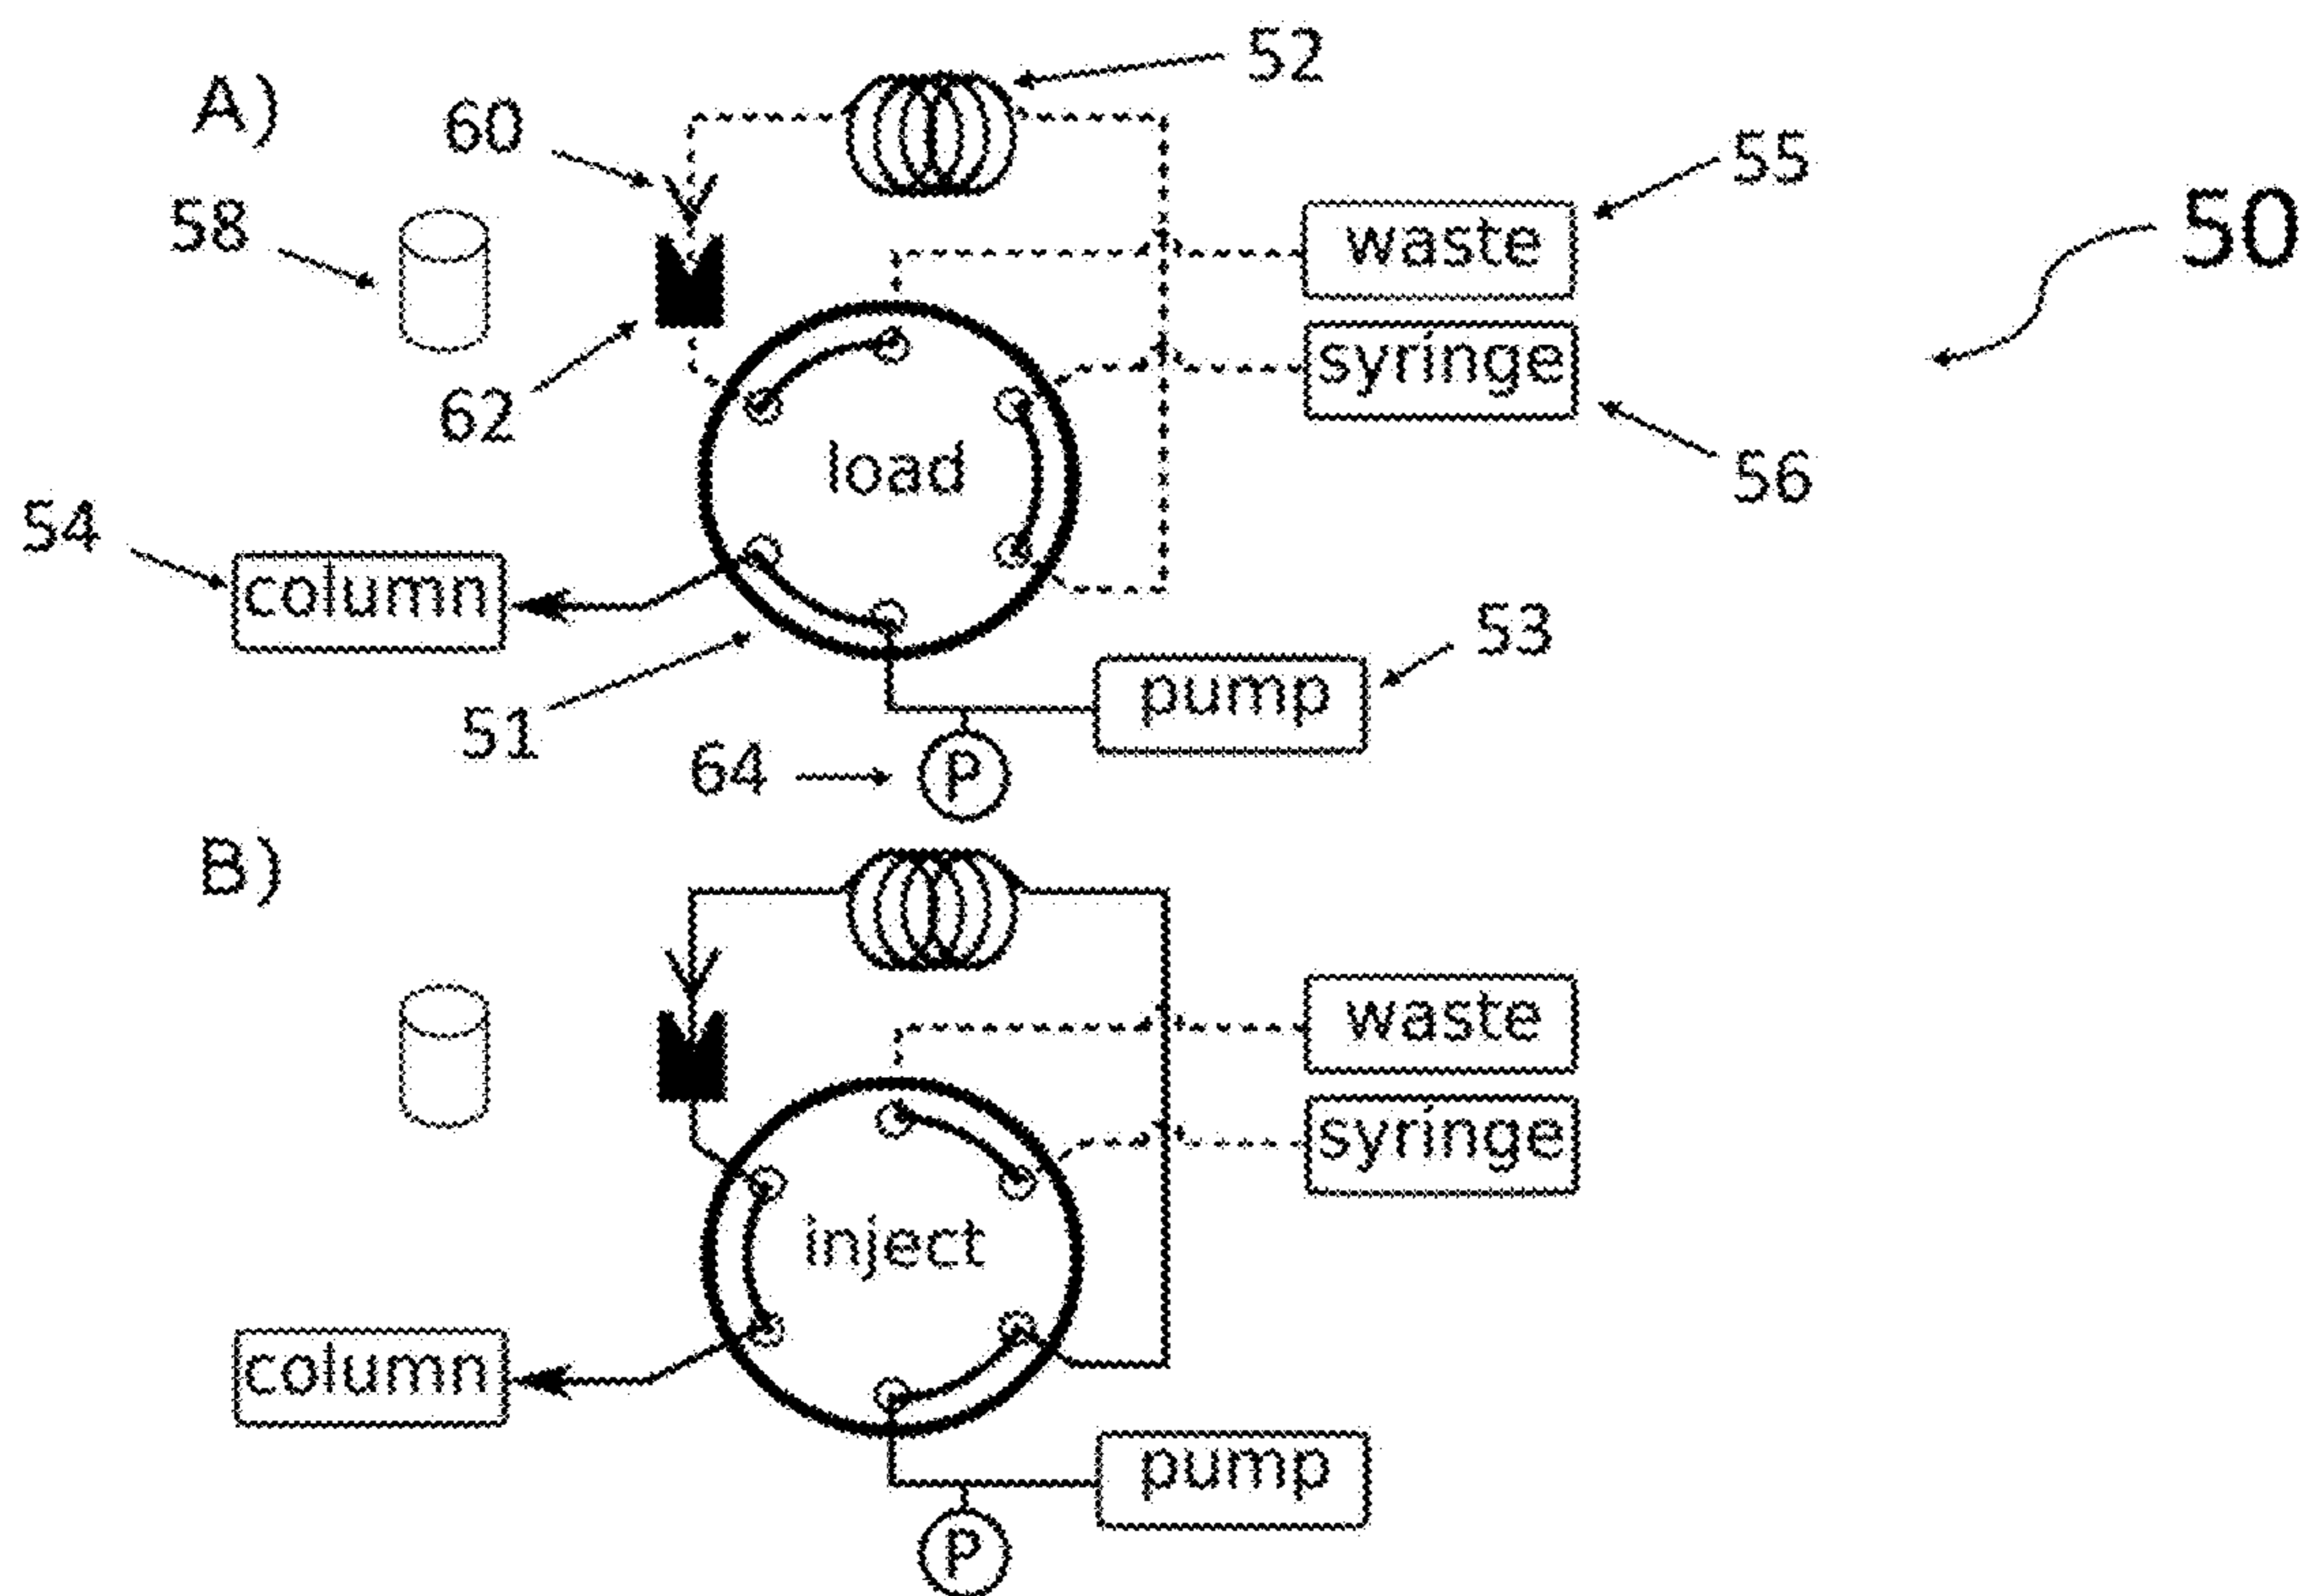 A)
52
60
55
58
50
waste
syringe
62
load
56
54
column
53
pump
51
64
P
B)
waste
syringe
inject
column
pump
P